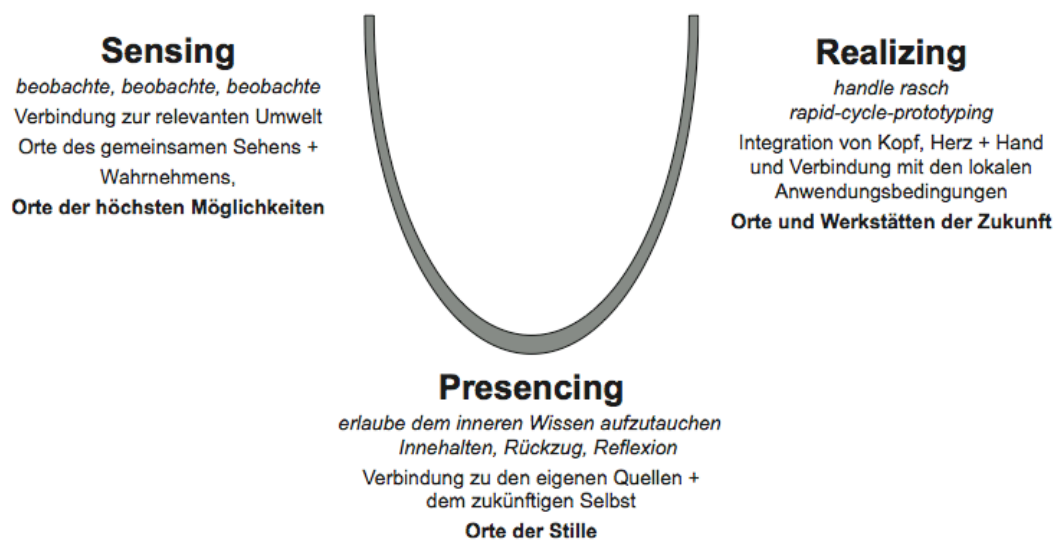 Sensing
beobachte, beobachte, beobachte
Verbindung zur relevanten Umwelt
Orte des gemeinsamen Sehens +
Wahrnehmens,
Orte der höchsten Möglichkeiten
Realizing
handle rasch
rapid-cycle-prototyping
Integration von Kopf, Herz + Hand
und Verbindung mit den lokalen
Anwendungsbedingungen
Orte und Werkstätten der Zukunft
Presencing
erlaube dem inneren Wissen aufzutauchen
Innehalten, Rückzug, Reflexion
Verbindung zu den eigenen Quellen +
dem zukünftigen Selbst
Orte der Stille